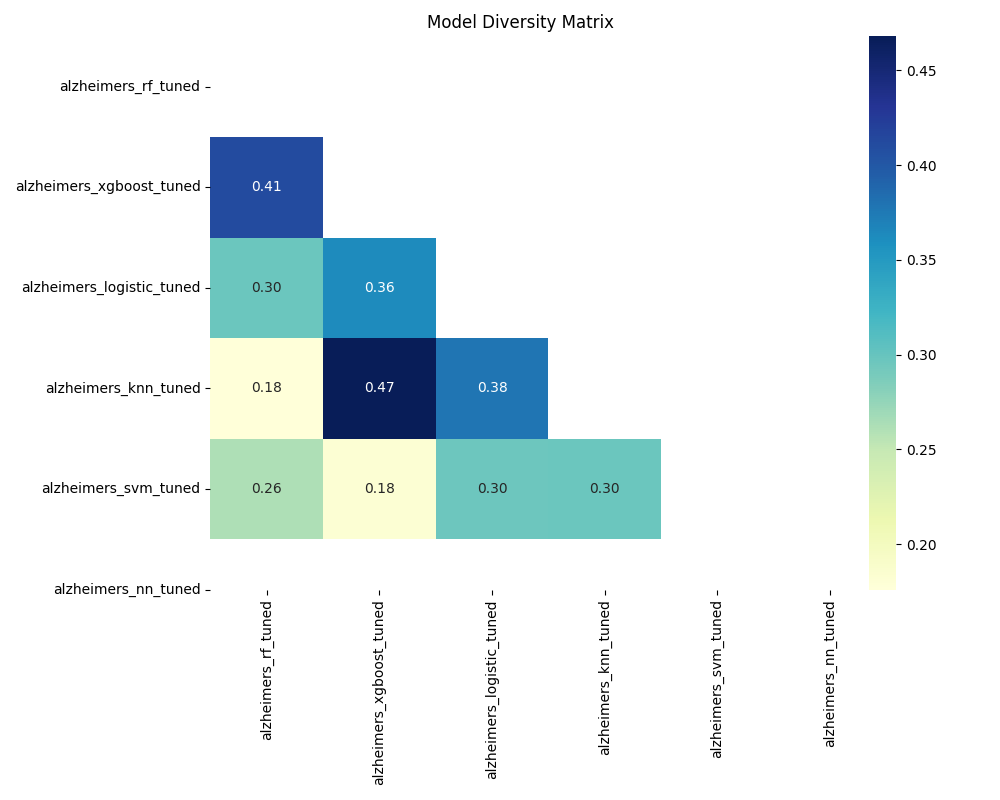 Model Diversity Matrix
alzheimers_rf_tuned
alzheimers_xgboost_tuned
0.41
alzheimers_logistic_tuned
0.30 0.36
alzheimers_knn_tuned
0.18 0.47 0.38
alzheimers_svm_tuned
0.26 0.18 0.30 0.30
alzheimers_nn_tuned
alzheimers_rf_tuned
alzheimers_xgboost_tuned
alzheimers_logistic_tuned
alzheimers_knn_tuned
alzheimers_svm_tuned
alzheimers_nn_tuned
0.45
0.40
0.35
0.30
0.25
0.20